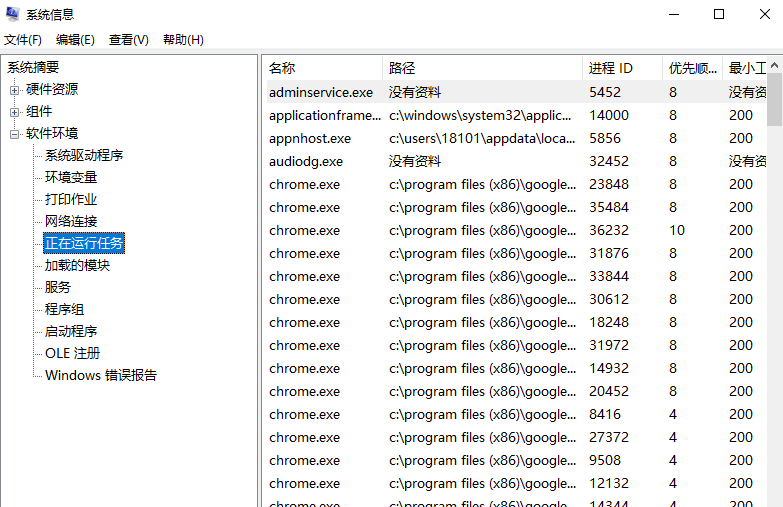 系统信息
文件(F) 编辑(E) 查看(V) 帮助(H)
系统摘要
硬件资源
组件
软件环境
系统驱动程序
环境变量
打印作业
网络连接
正在运行任务
加载的模块
服务
程序组
启动程序
OLE 注册
Windows 错误报告
名称 路径 进程 ID 优先顺... 最小工
adminservice.exe 没有资料 5452 8 没有资
applicationframe... c:\windows\system32\applic... 14000 8 200
appnhost.exe c:\users\18101\appdata\loca... 5856 8 200
audiodg.exe 没有资料 32452 8 没有资
chrome.exe c:\program files (x86)\google... 23848 8 200
chrome.exe c:\program files (x86)\google... 35484 8 200
chrome.exe c:\program files (x86)\google... 36232 10 200
chrome.exe c:\program files (x86)\google... 31876 8 200
chrome.exe c:\program files (x86)\google... 33844 8 200
chrome.exe c:\program files (x86)\google... 30612 8 200
chrome.exe c:\program files (x86)\google... 18248 8 200
chrome.exe c:\program files (x86)\google... 31972 8 200
chrome.exe c:\program files (x86)\google... 14932 8 200
chrome.exe c:\program files (x86)\google... 20452 8 200
chrome.exe c:\program files (x86)\google... 8416 4 200
chrome.exe c:\program files (x86)\google... 27372 4 200
chrome.exe c:\program files (x86)\google... 9508 4 200
chrome.exe c:\program files (x86)\google... 12132 4 200
chrome.exe c:\program files (x86)\google... 14344 4 200